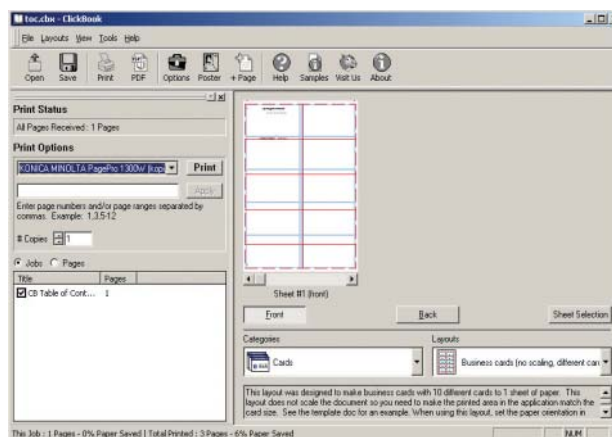 toc.cbx - ClickBook
File Layouts View Tools Help
Open Save Print PDF Options Poster + Page Help Samples Visit Us About
Print Status
All Pages Received : 1 Pages
Print Options
KONICA MINOLTA PagePro 1300W (kopi
Print
Apply
Enter page numbers and/or page ranges separated by
commas. Example: 1,3,5-12
# Copies 1
Jobs Pages
Title Pages
CB Table of Cont... 1
Sheet #1 (front)
Front Back Sheet Selection
Categories Layouts
Cards Business cards (no scaling, different car
This layout was designed to make business cards with 10 different cards to 1 sheet of paper. This
layout does not scale the document so you need to make the printed area in the application match the
card size. See the template doc for an example. When using this layout, set the paper orientation in
This Job : 1 Pages - 0% Paper Saved | Total Printed : 3 Pages - 6% Paper Saved
NUM